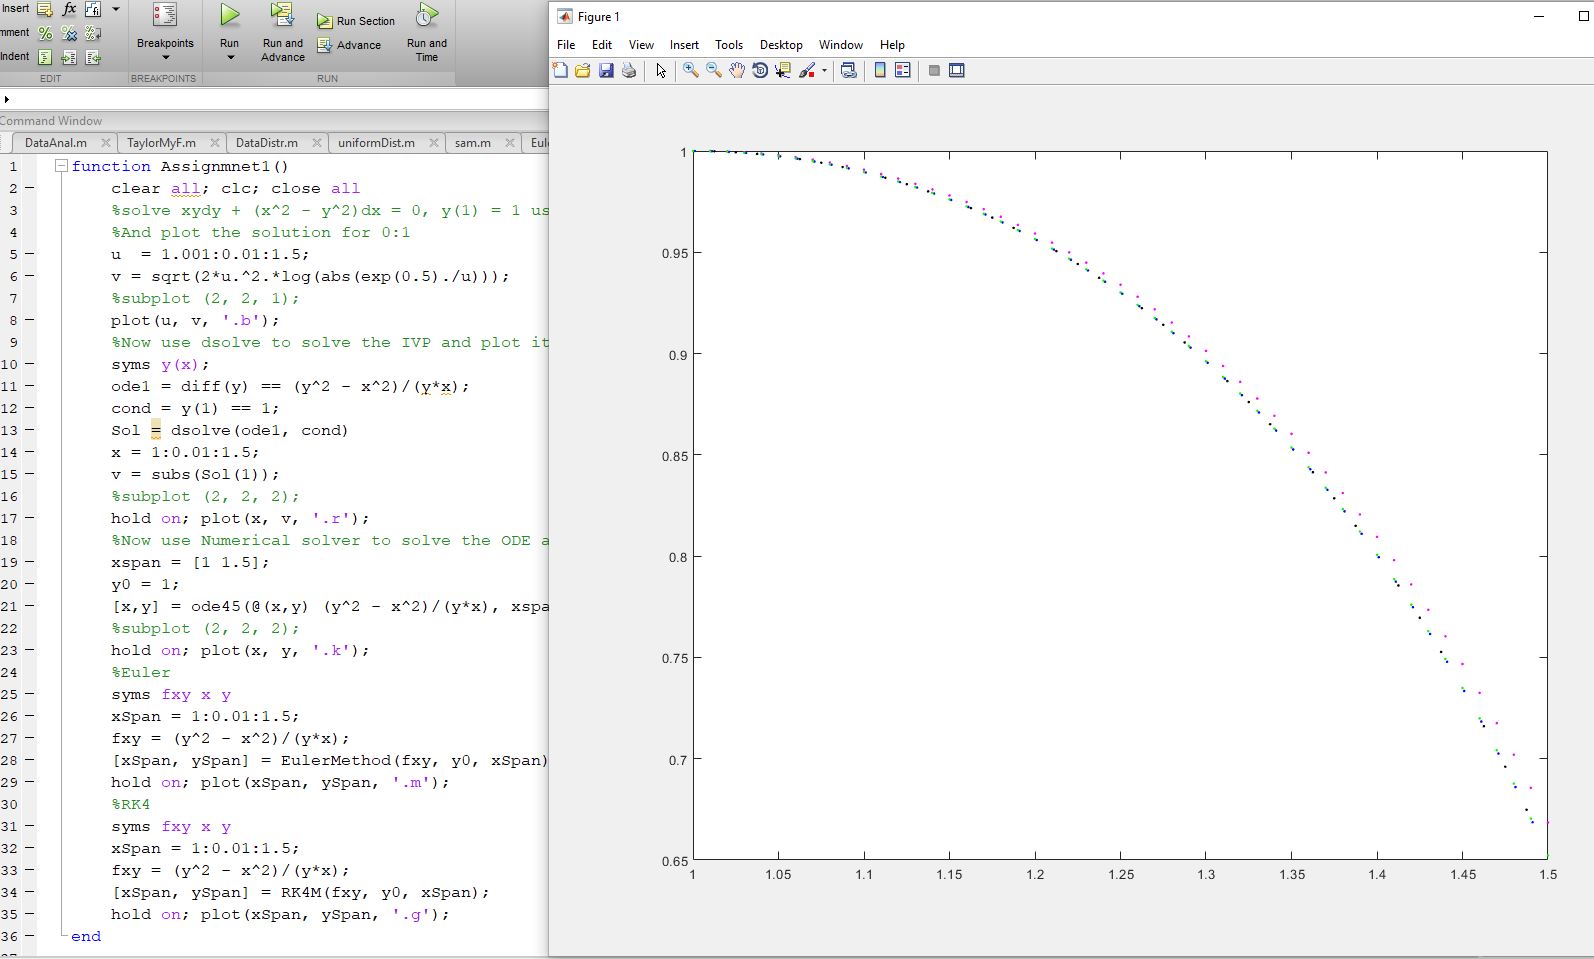 Insert fx
mment
Indent
EDIT
Breakpoints
BREAKPOINTS
Run
Run and Advance
Run Section
Advance
Run and Time
RUN
Command Window
DataAnal.m TaylorMyF.m DataDistr.m uniformDist.m sam.m Eul
1 function Assignmnet1()
2 clear all; clc; close all
3 %solve xydy + (x^2 - y^2)dx = 0, y(1) = 1 us
4 %And plot the solution for 0:1
5 u  = 1.001:0.01:1.5;
6 v = sqrt(2*u.^2.*log(abs(exp(0.5)./u)));
7 %subplot (2, 2, 1);
8 plot(u, v, '.b');
9 %Now use dsolve to solve the IVP and plot it
10 syms y(x);
11 ode1 = diff(y) == (y^2 - x^2)/(y*x);
12 cond = y(1) == 1;
13 Sol = dsolve(ode1, cond)
14 x = 1:0.01:1.5;
15 v = subs(Sol(1));
16 %subplot (2, 2, 2);
17 hold on; plot(x, v, '.r');
18 %Now use Numerical solver to solve the ODE a
19 xspan = [1 1.5];
20 y0 = 1;
21 [x,y] = ode45(@(x,y) (y^2 - x^2)/(y*x), xspa
22 %subplot (2, 2, 2);
23 hold on; plot(x, y, '.k');
24 %Euler
25 syms fxy x y
26 xSpan = 1:0.01:1.5;
27 fxy = (y^2 - x^2)/(y*x);
28 [xSpan, ySpan] = EulerMethod(fxy, y0, xSpan)
29 hold on; plot(xSpan, ySpan, '.m');
30 %RK4
31 syms fxy x y
32 xSpan = 1:0.01:1.5;
33 fxy = (y^2 - x^2)/(y*x);
34 [xSpan, ySpan] = RK4M(fxy, y0, xSpan);
35 hold on; plot(xSpan, ySpan, '.g');
36 end
Figure 1
File Edit View Insert Tools Desktop Window Help
1
0.95
0.9
0.85
0.8
0.75
0.7
0.65
1 1.05 1.1 1.15 1.2 1.25 1.3 1.35 1.4 1.45 1.5